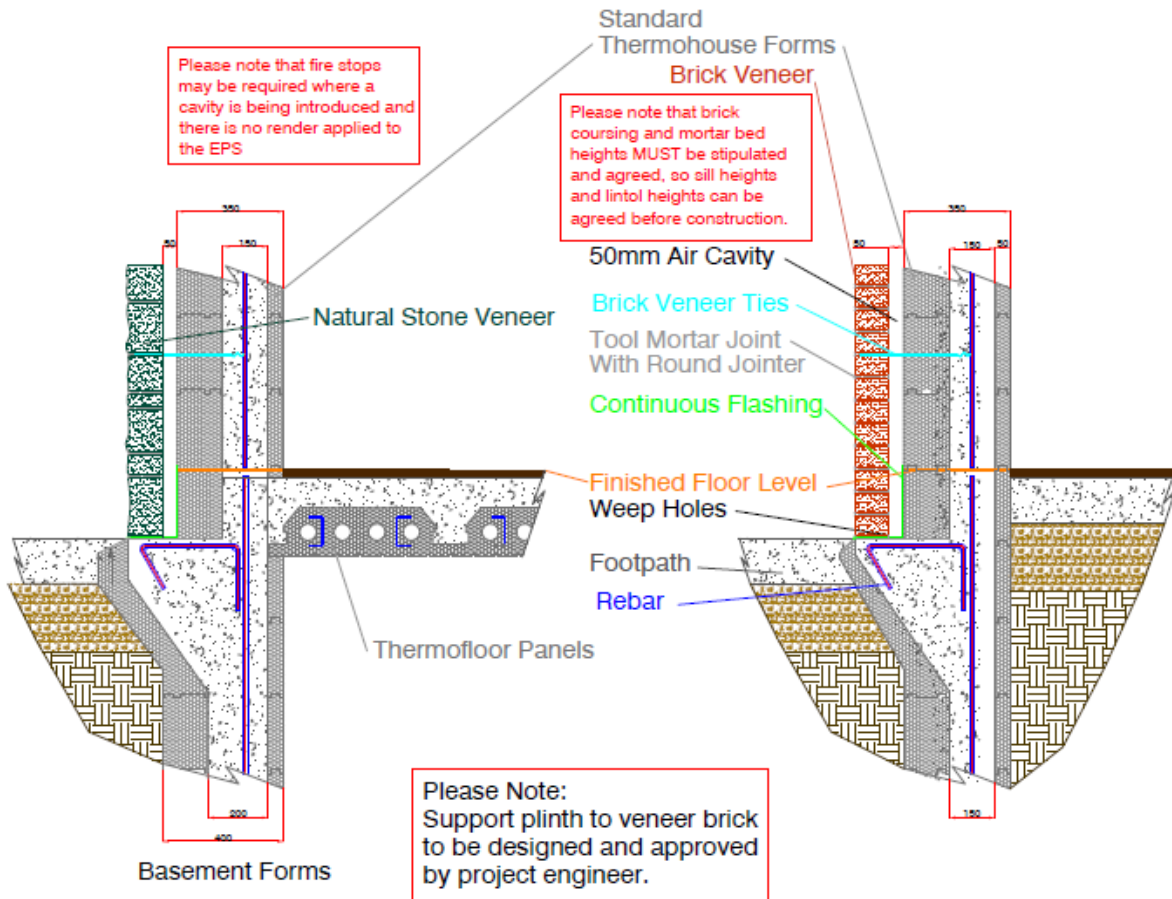 Standard
Thermohouse Forms
Brick Veneer
Please note that fire stops
may be required where a
cavity is being introduced and
there is no render applied to
the EPS
Please note that brick
coursing and mortar bed
heights MUST be stipulated
and agreed, so sill heights
and lintol heights can be
agreed before construction.
350
50
150
350
50
150
50
50mm Air Cavity
Brick Veneer Ties
Natural Stone Veneer
Tool Mortar Joint
With Round Jointer
Continuous Flashing
Finished Floor Level
Weep Holes
Footpath
Rebar
Thermofloor Panels
200
400
150
Basement Forms
Please Note:
Support plinth to veneer brick
to be designed and approved
by project engineer.